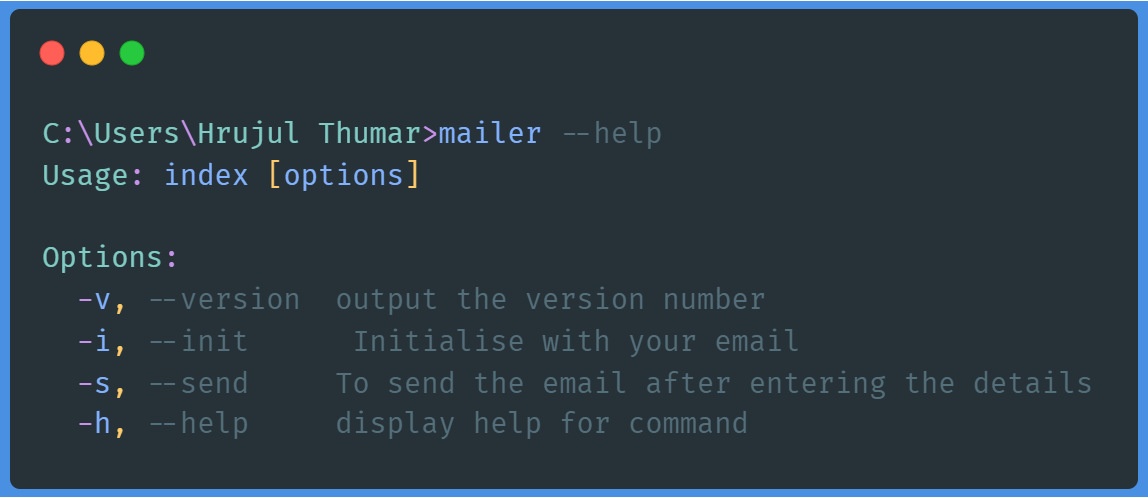 C:\Users\Hrujul Thumar>mailer --help
Usage: index [options]

Options:
  -v, --version  output the version number
  -i, --init      Initialise with your email
  -s, --send     To send the email after entering the details
  -h, --help     display help for command